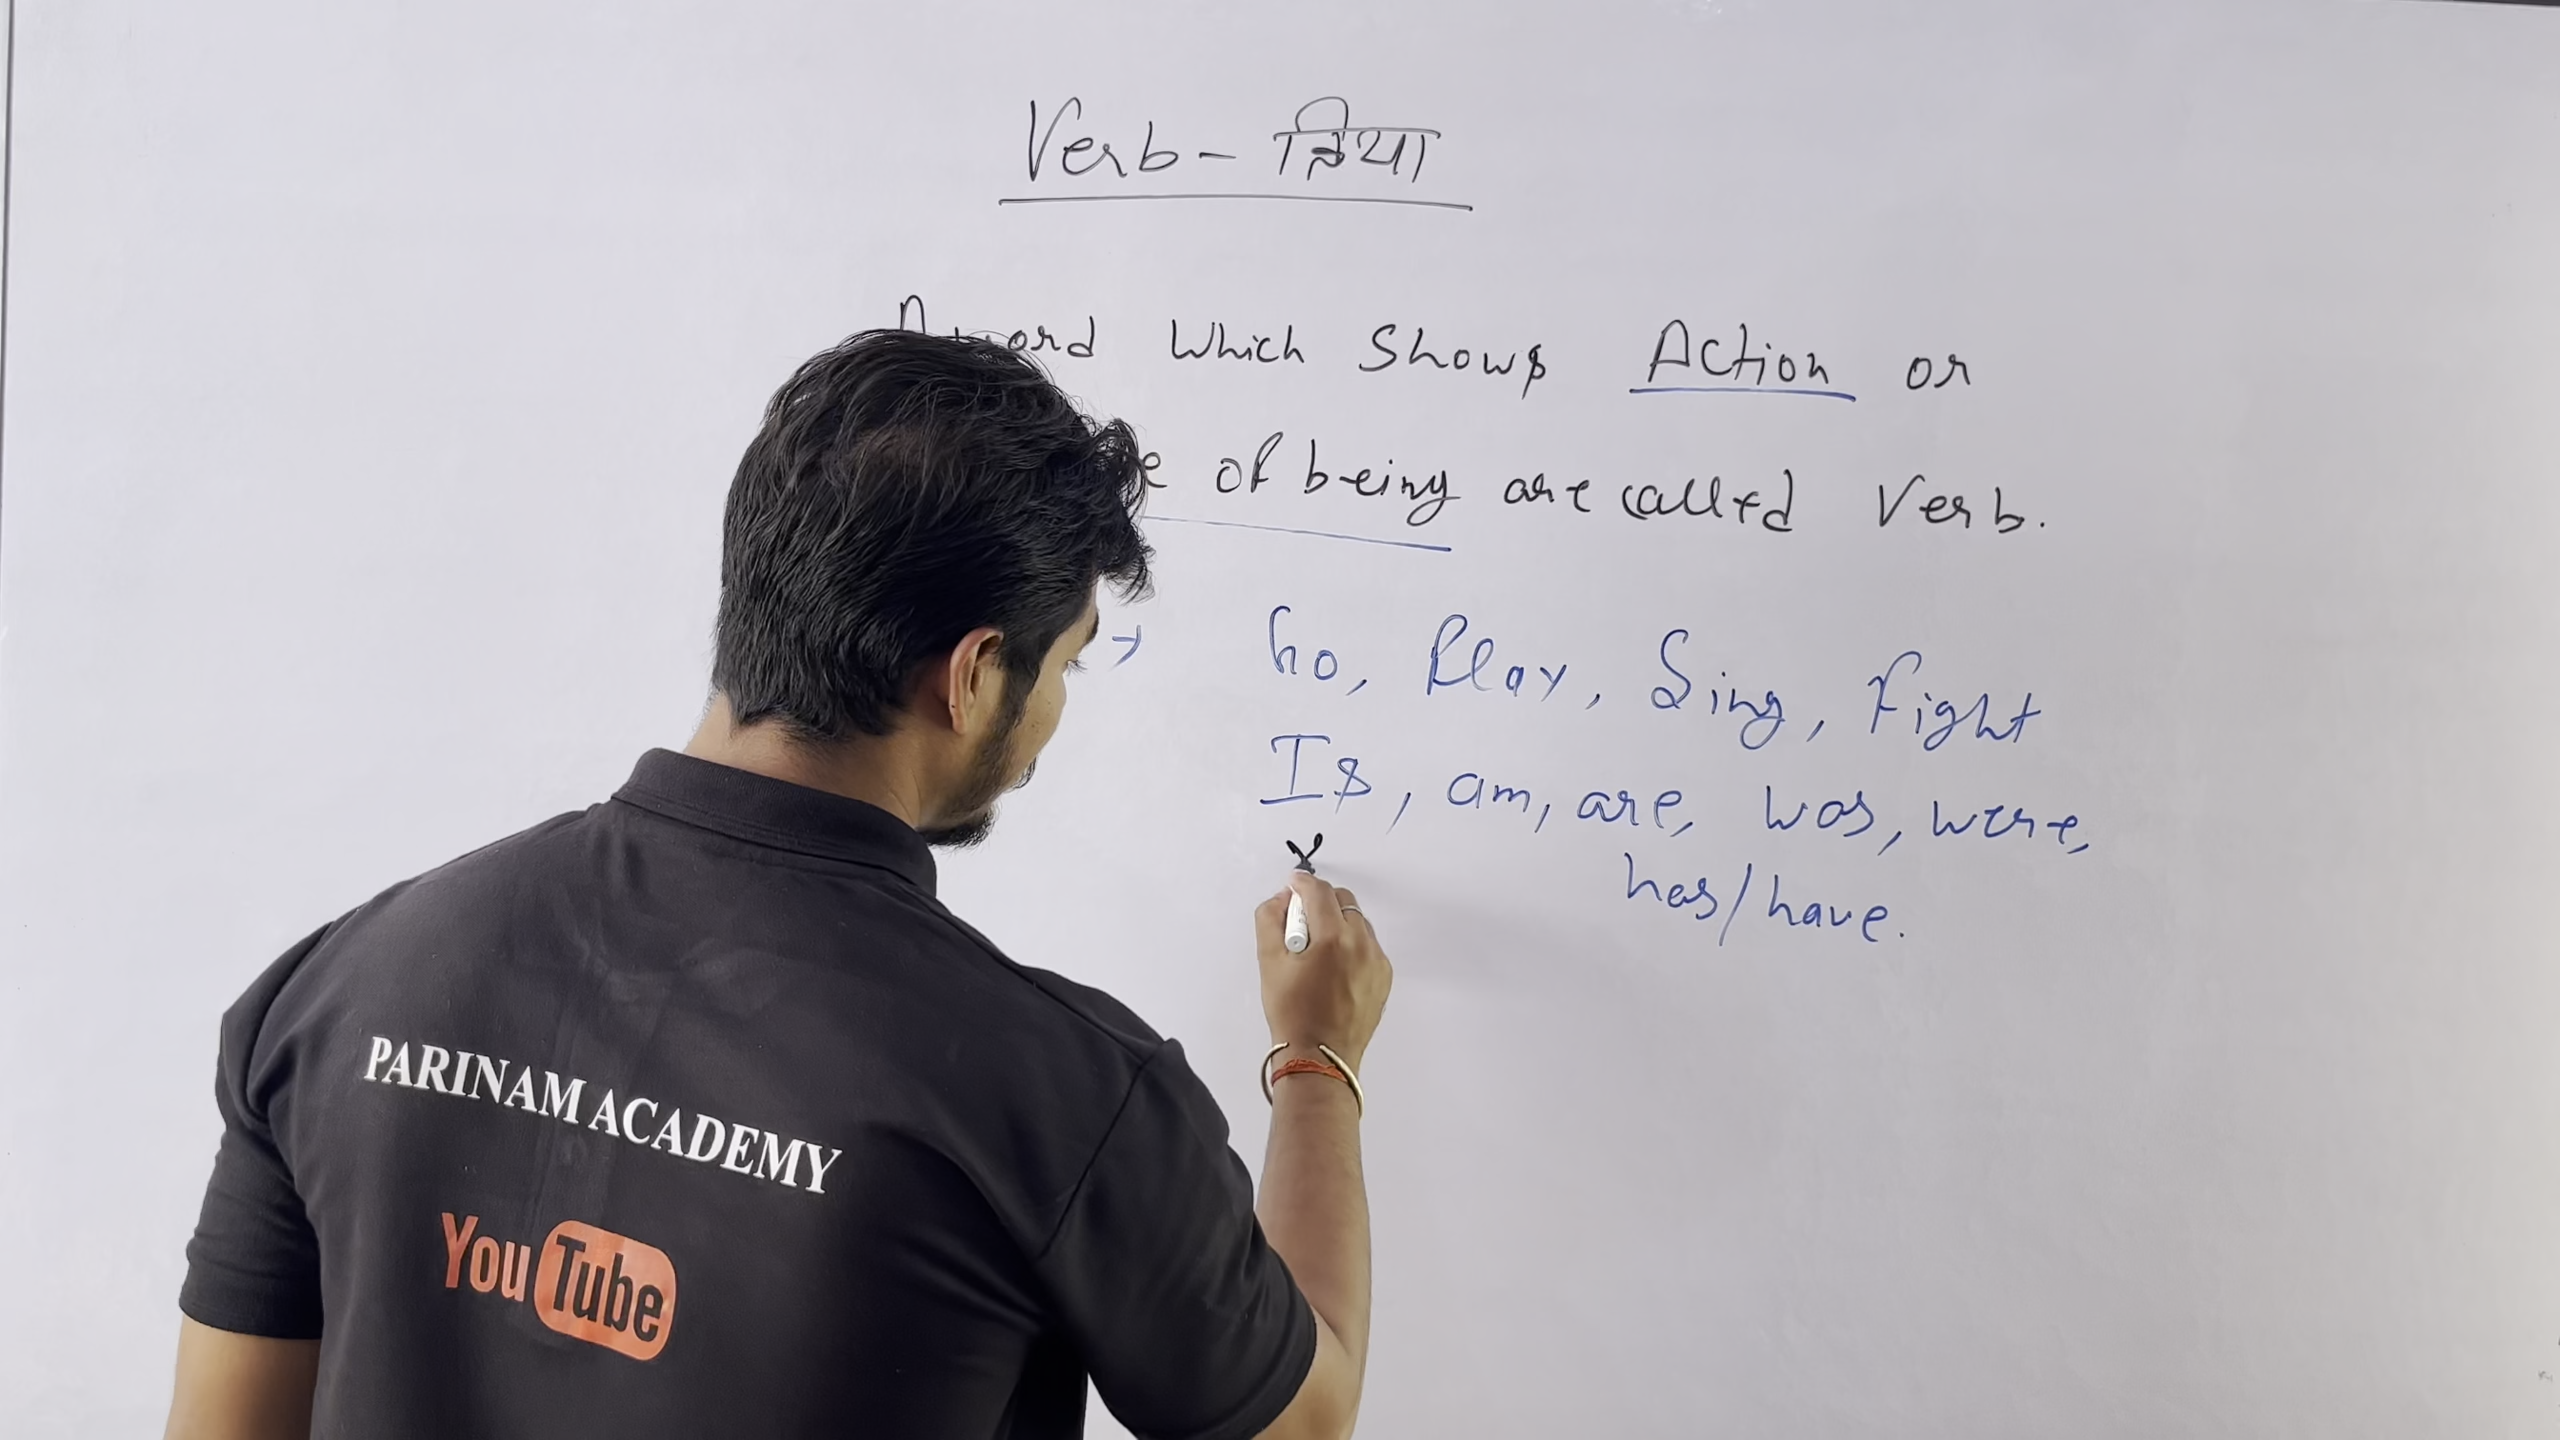 Verb - क्रिया
A word Which Shows Action or
of being are called Verb.
Go, Play, Sing, Fight
Is, am, are, was, were,
has/have.
PARINAM ACADEMY
YouTube